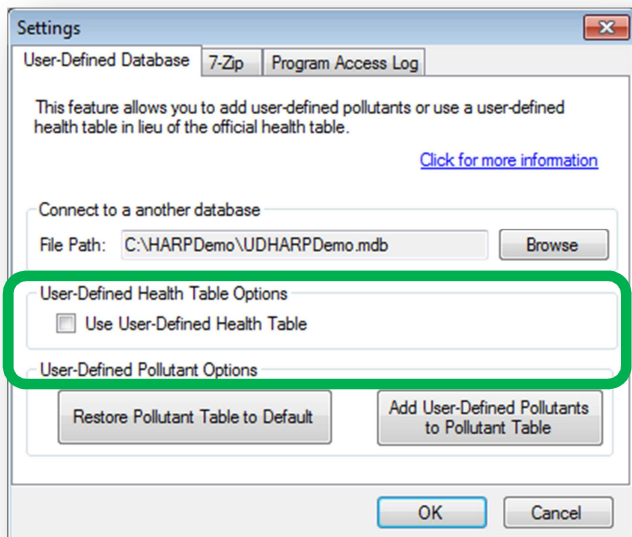 Settings
User-Defined Database
7-Zip
Program Access Log
This feature allows you to add user-defined pollutants or use a user-defined
health table in lieu of the official health table.
Click for more information
Connect to a another database
File Path: C:\HARPDemo\UDHARPDemo.mdb
Browse
User-Defined Health Table Options
Use User-Defined Health Table
User-Defined Pollutant Options
Restore Pollutant Table to Default
Add User-Defined Pollutants
to Pollutant Table
OK
Cancel